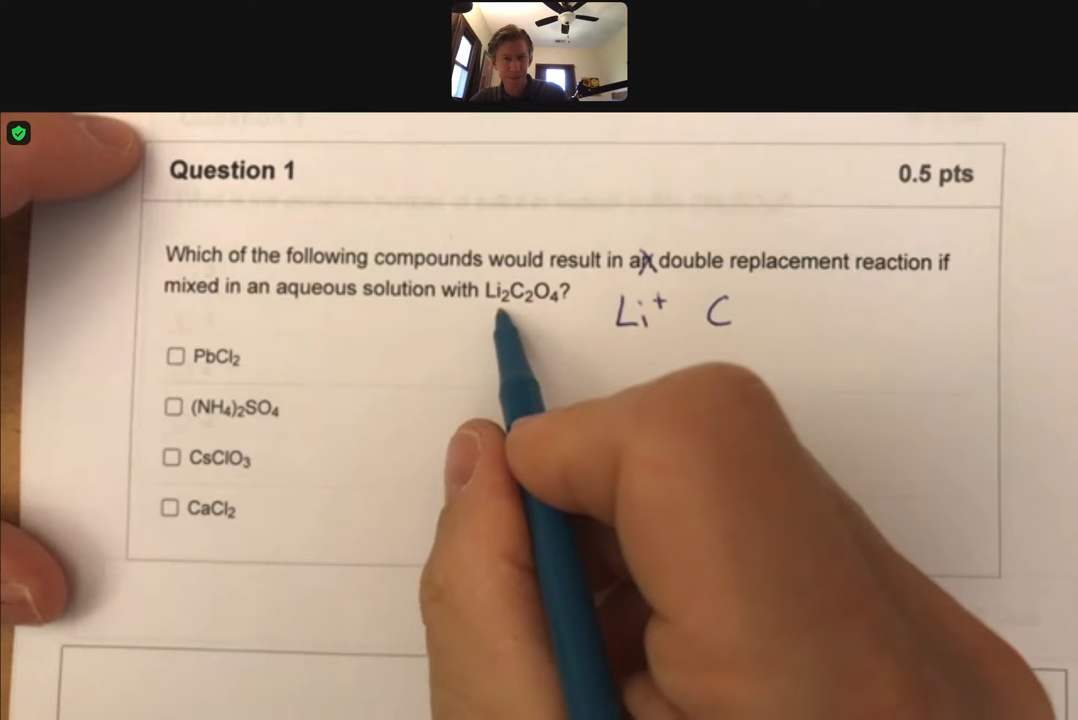 Question 1
0.5 pts
Which of the following compounds would result in a double replacement reaction if
mixed in an aqueous solution with Li₂C₂O₄?
Li⁺ C
PbCl₂
(NH₄)₂SO₄
CsClO₃
CaCl₂